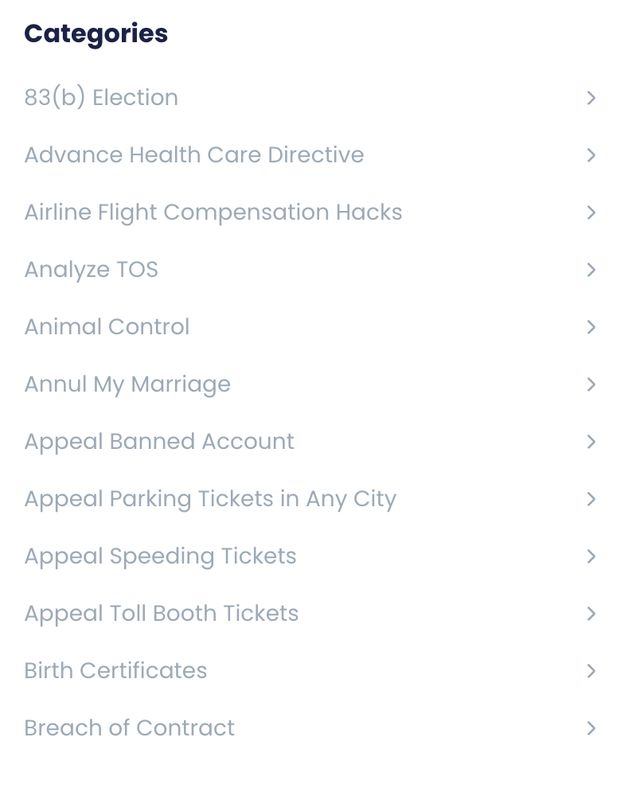 Categories
83(b) Election
Advance Health Care Directive
Airline Flight Compensation Hacks
Analyze TOS
Animal Control
Annul My Marriage
Appeal Banned Account
Appeal Parking Tickets in Any City
Appeal Speeding Tickets
Appeal Toll Booth Tickets
Birth Certificates
Breach of Contract